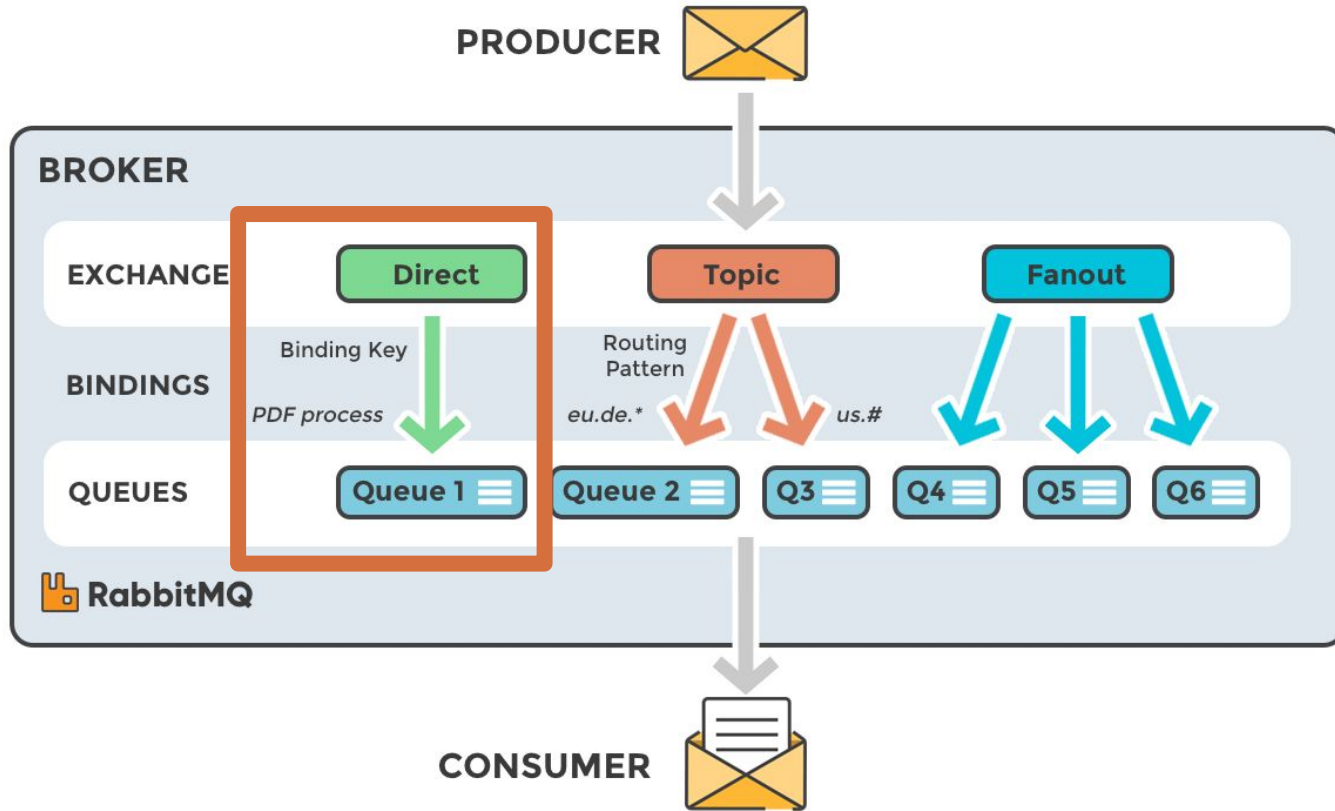 PRODUCER
BROKER
EXCHANGE
Direct
Topic
Fanout
Binding Key
Routing
Pattern
BINDINGS
PDF process
eu.de.*
us.#
QUEUES
Queue 1
Queue 2
Q3
Q4
Q5
Q6
RabbitMQ
CONSUMER